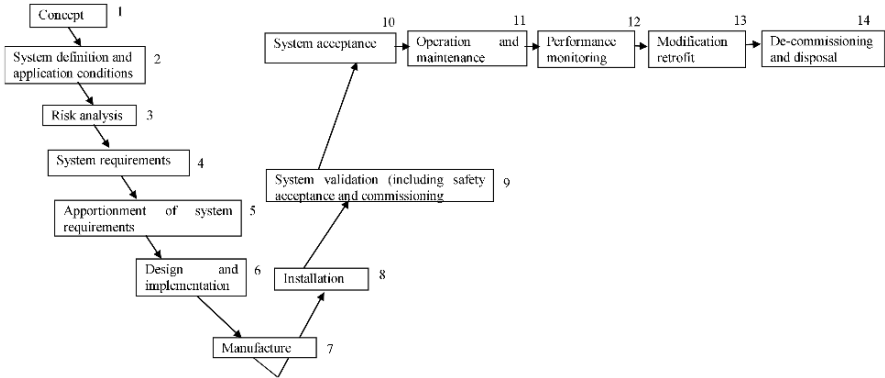 Concept 1
System definition and
application conditions 2
Risk analysis 3
System requirements 4
Apportionment of system
requirements 5
Design and
implementation 6
Manufacture 7
Installation 8
System validation (including safety
acceptance and commissioning 9
System acceptance 10
Operation and
maintenance 11
Performance
monitoring 12
Modification
retrofit 13
De-commissioning
and disposal 14